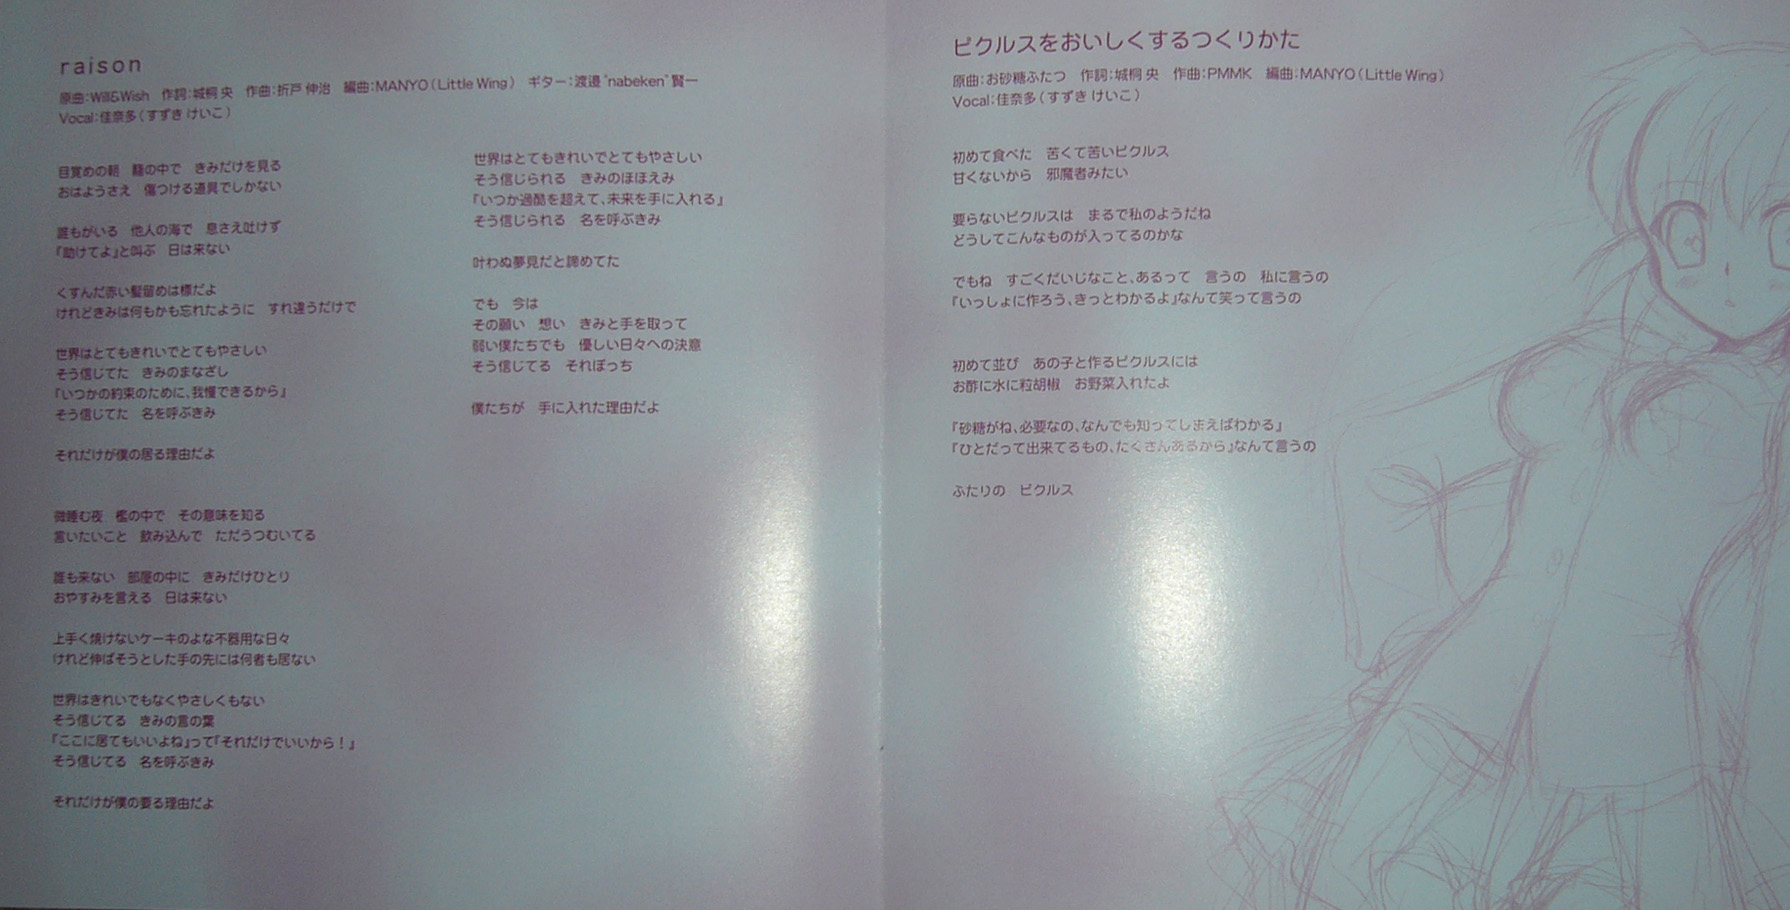 raison
原曲:Will&Wish　作詞:城桐 央　作曲:折戸 伸治　編曲:MANYO(Little Wing)　ギター:渡邉"nabeken"賢一
Vocal:佳奈多(すずき けいこ)
目覚めの朝　籠の中で　きみだけを見る
おはようさえ　傷つける道具でしかない
誰もがいる　他人の海で　息さえ吐けず
『助けてよ』と叫ぶ　日は来ない
くすんだ赤い髪留めは標だよ
けれどきみは何もかも忘れたように　すれ違うだけで
世界はとてもきれいでとてもやさしい
そう信じてた　きみのまなざし
『いつかの約束のために、我慢できるから』
そう信じてた　名を呼ぶきみ
それだけが僕の居る理由だよ
微睡む夜　檻の中で　その意味を知る
言いたいこと　飲み込んで　ただうつむいてる
誰も来ない　部屋の中に　きみだけひとり
おやすみを言える　日は来ない
上手く焼けないケーキのよな不器用な日々
けれど伸ばそうとした手の先には何者も居ない
世界はきれいでもなくやさしくもない
そう信じてる　きみの言の葉
『ここに居てもいいよね』って『それだけでいいから！』
そう信じてる　名を呼ぶきみ
それだけが僕の要る理由だよ
世界はとてもきれいでとてもやさしい
そう信じられる　きみのほほえみ
『いつか過酷を超えて、未来を手に入れる』
そう信じられる　名を呼ぶきみ
叶わぬ夢見だと諦めてた
でも　今は
その願い　想い　きみと手を取って
弱い僕たちでも　優しい日々への決意
そう信じてる　それぽっち
僕たちが　手に入れた理由だよ
ピクルスをおいしくするつくりかた
原曲:お砂糖ふたつ　作詞:城桐 央　作曲:PMMK　編曲:MANYO(Little Wing)
Vocal:佳奈多(すずき けいこ)
初めて食べた　苦くて苦いピクルス
甘くないから　邪魔者みたい
要らないピクルスは　まるで私のようだね
どうしてこんなものが入ってるのかな
でもね　すごくだいじなこと、あるって　言うの　私に言うの
『いっしょに作ろう、きっとわかるよ』なんて笑って言うの
初めて並び　あの子と作るピクルスには
お酢に水に粒胡椒　お野菜入れたよ
『砂糖がね、必要なの、なんでも知ってしまえばわかる』
『ひとだって出来てるもの、たくさんあるから』なんて言うの
ふたりの　ピクルス